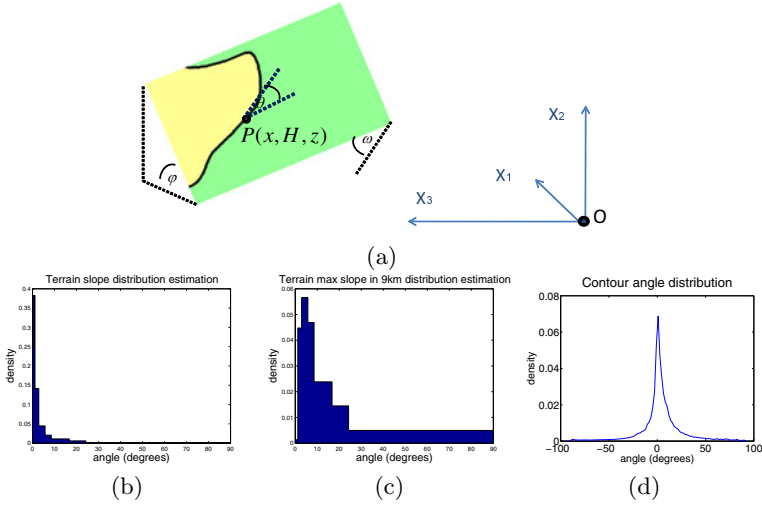 θ
P(x, H, z)
φ
ω
X2
X1
X3
O
(a)
Terrain slope distribution estimation
0.4
0.35
0.3
0.25
0.2
0.15
0.1
0.05
0
density
0 10 20 30 40 50 60 70 80 90
angle (degrees)
(b)
Terrain max slope in 9km distribution estimation
0.06
0.05
0.04
0.03
0.02
0.01
0
density
0 10 20 30 40 50 60 70 80 90
angle (degrees)
(c)
Contour angle distribution
0.08
0.06
0.04
0.02
0
density
−100 −50 0 50 100
angle (degrees)
(d)